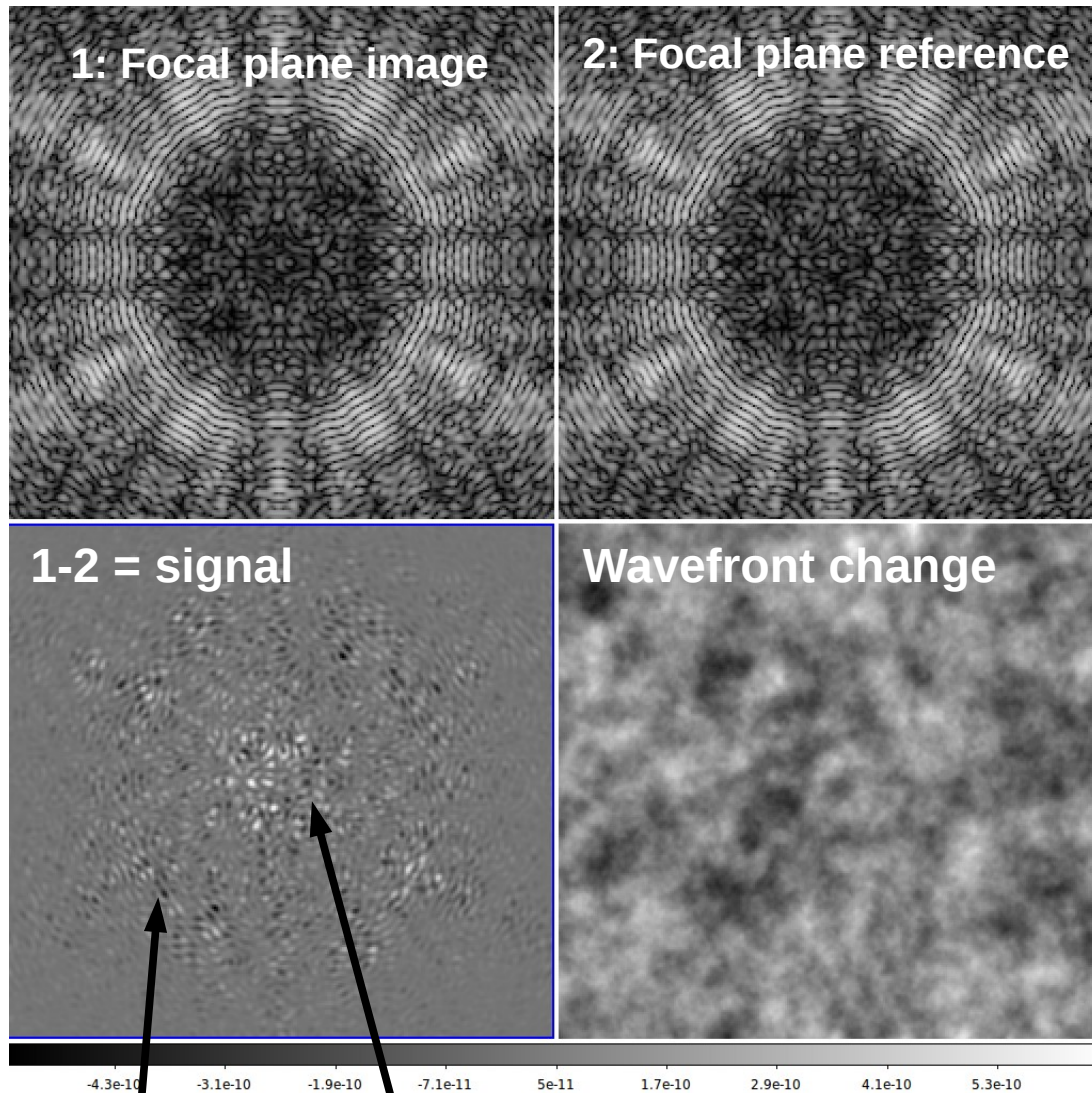 1: Focal plane image
2: Focal plane reference
1-2 = signal
Wavefront change
-4.3e-10 -3.1e-10 -1.9e-10 -7.1e-11 5e-11 1.7e-10 2.9e-10 4.1e-10 5.3e-10